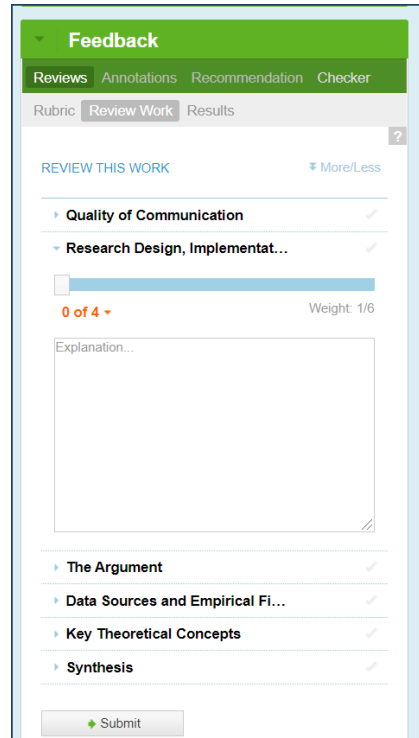 Feedback
Reviews Annotations Recommendation Checker
Rubric Review Work Results
?
REVIEW THIS WORK More/Less
Quality of Communication
Research Design, Implementat...
0 of 4 Weight: 1/6
Explanation...
The Argument
Data Sources and Empirical Fi...
Key Theoretical Concepts
Synthesis
Submit